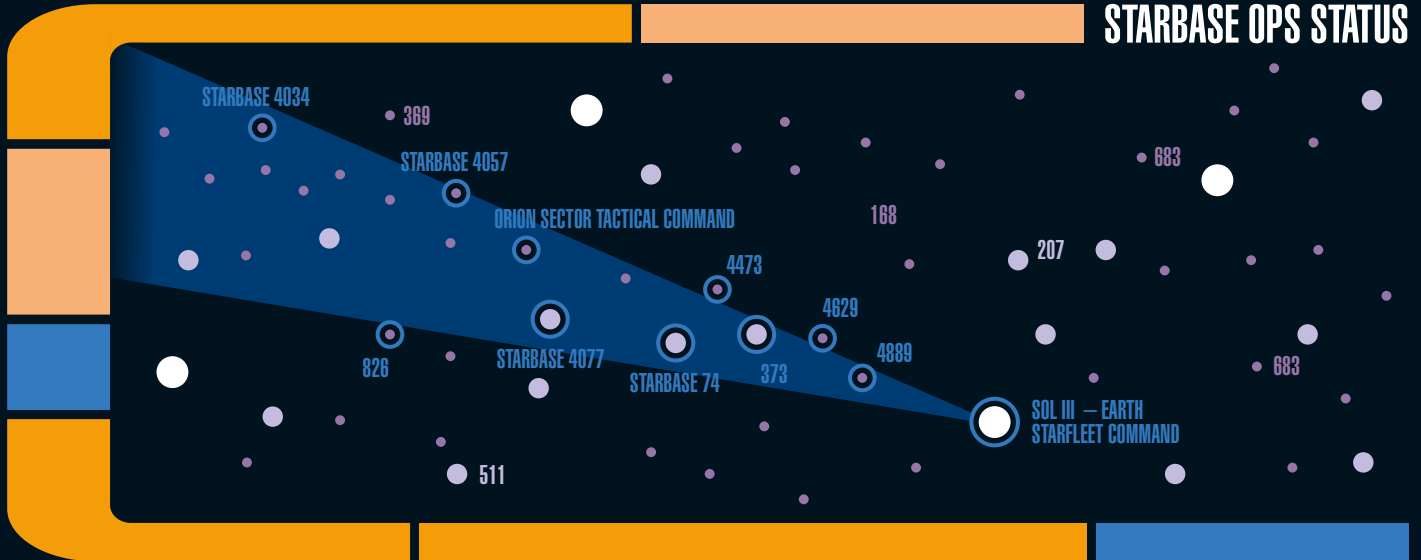 STARBASE OPS STATUS
STARBASE 4034
369
STARBASE 4057
683
168
ORION SECTOR TACTICAL COMMAND
207
4473
4629
4889
STARBASE 4077
826
373
STARBASE 74
683
SOL III – EARTH
STARFLEET COMMAND
511